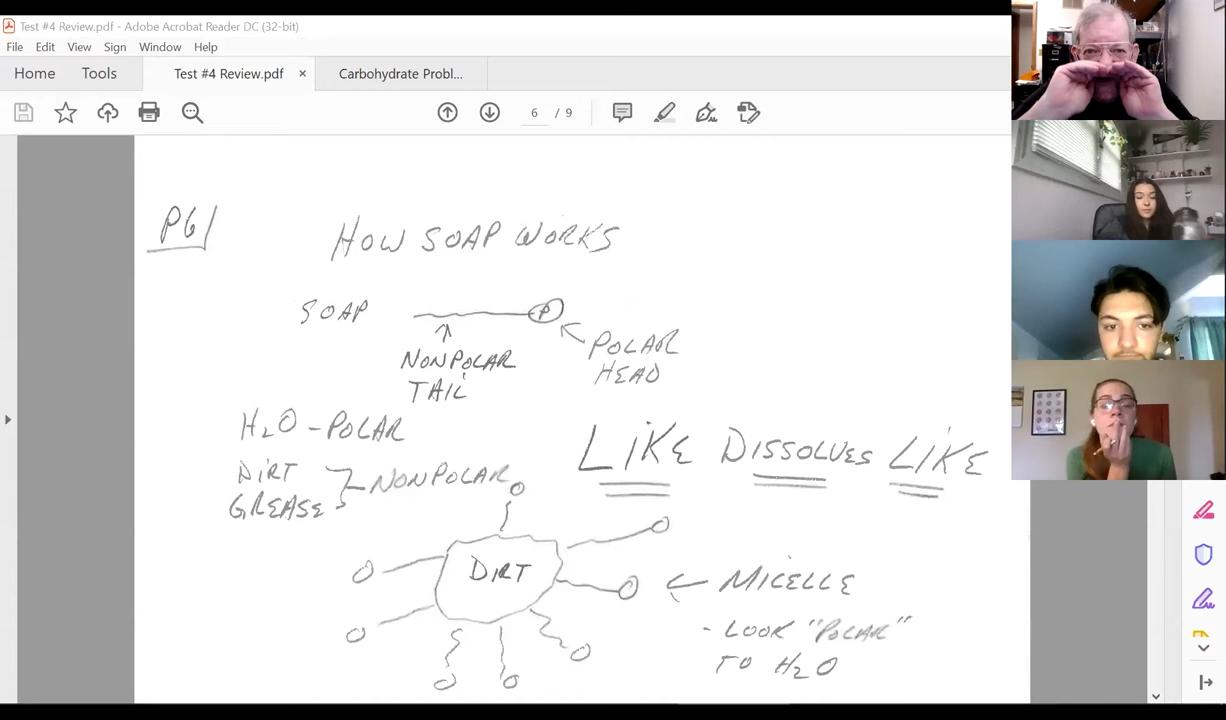 Test #4 Review.pdf - Adobe Acrobat Reader DC (32-bit)
File Edit View Sign Window Help
Home Tools Test #4 Review.pdf × Carbohydrate Probl...
6 / 9
P6
HOW SOAP WORKS
SOAP P
NONPOLAR
TAIL
POLAR
HEAD
H2O - POLAR
DIRT
GREASE
NONPOLAR
LIKE DISSOLVES LIKE
DIRT
MICELLE
- LOOK "POLAR"
TO H2O